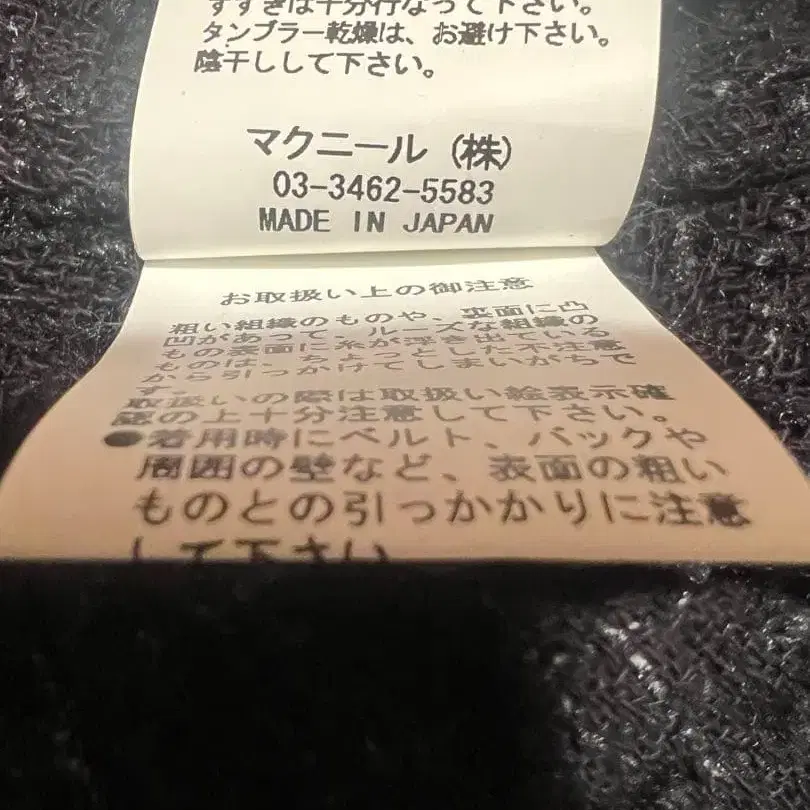 すすぎは十分行なって下さい。
タンブラー乾燥は、お避け下さい。
陰干しして下さい。
マクニール (株)
03-3462-5583
MADE IN JAPAN
お取扱い上の御注意
粗い組織のものや、表面に凸
凹があって ルーズな組織の
もの表面に糸が浮き出ている
ものは、ちょっとした不注意
から引っかけてしまいがちで
す
取扱いの際は取扱い絵表示確
認の上十分注意して下さい。
●着用時にベルト、バックや
周囲の壁など、表面の粗い
ものとの引っかかりに注意
して下さい